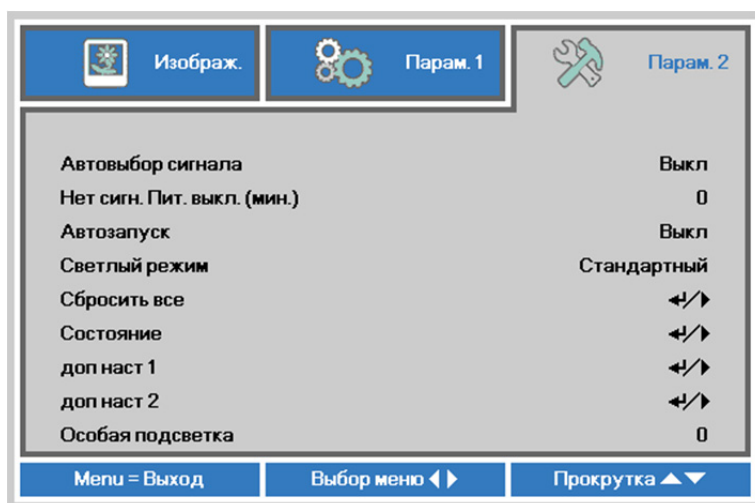 Изображ. Парам. 1 Парам. 2
Автовыбор сигнала Выкл
Нет сигн. Пит. выкл. (мин.) 0
Автозапуск Выкл
Светлый режим Стандартный
Сбросить все ↵/▶
Состояние ↵/▶
доп наст 1 ↵/▶
доп наст 2 ↵/▶
Особая подсветка 0
Menu = Выход Выбор меню ◀▶ Прокрутка ▲▼